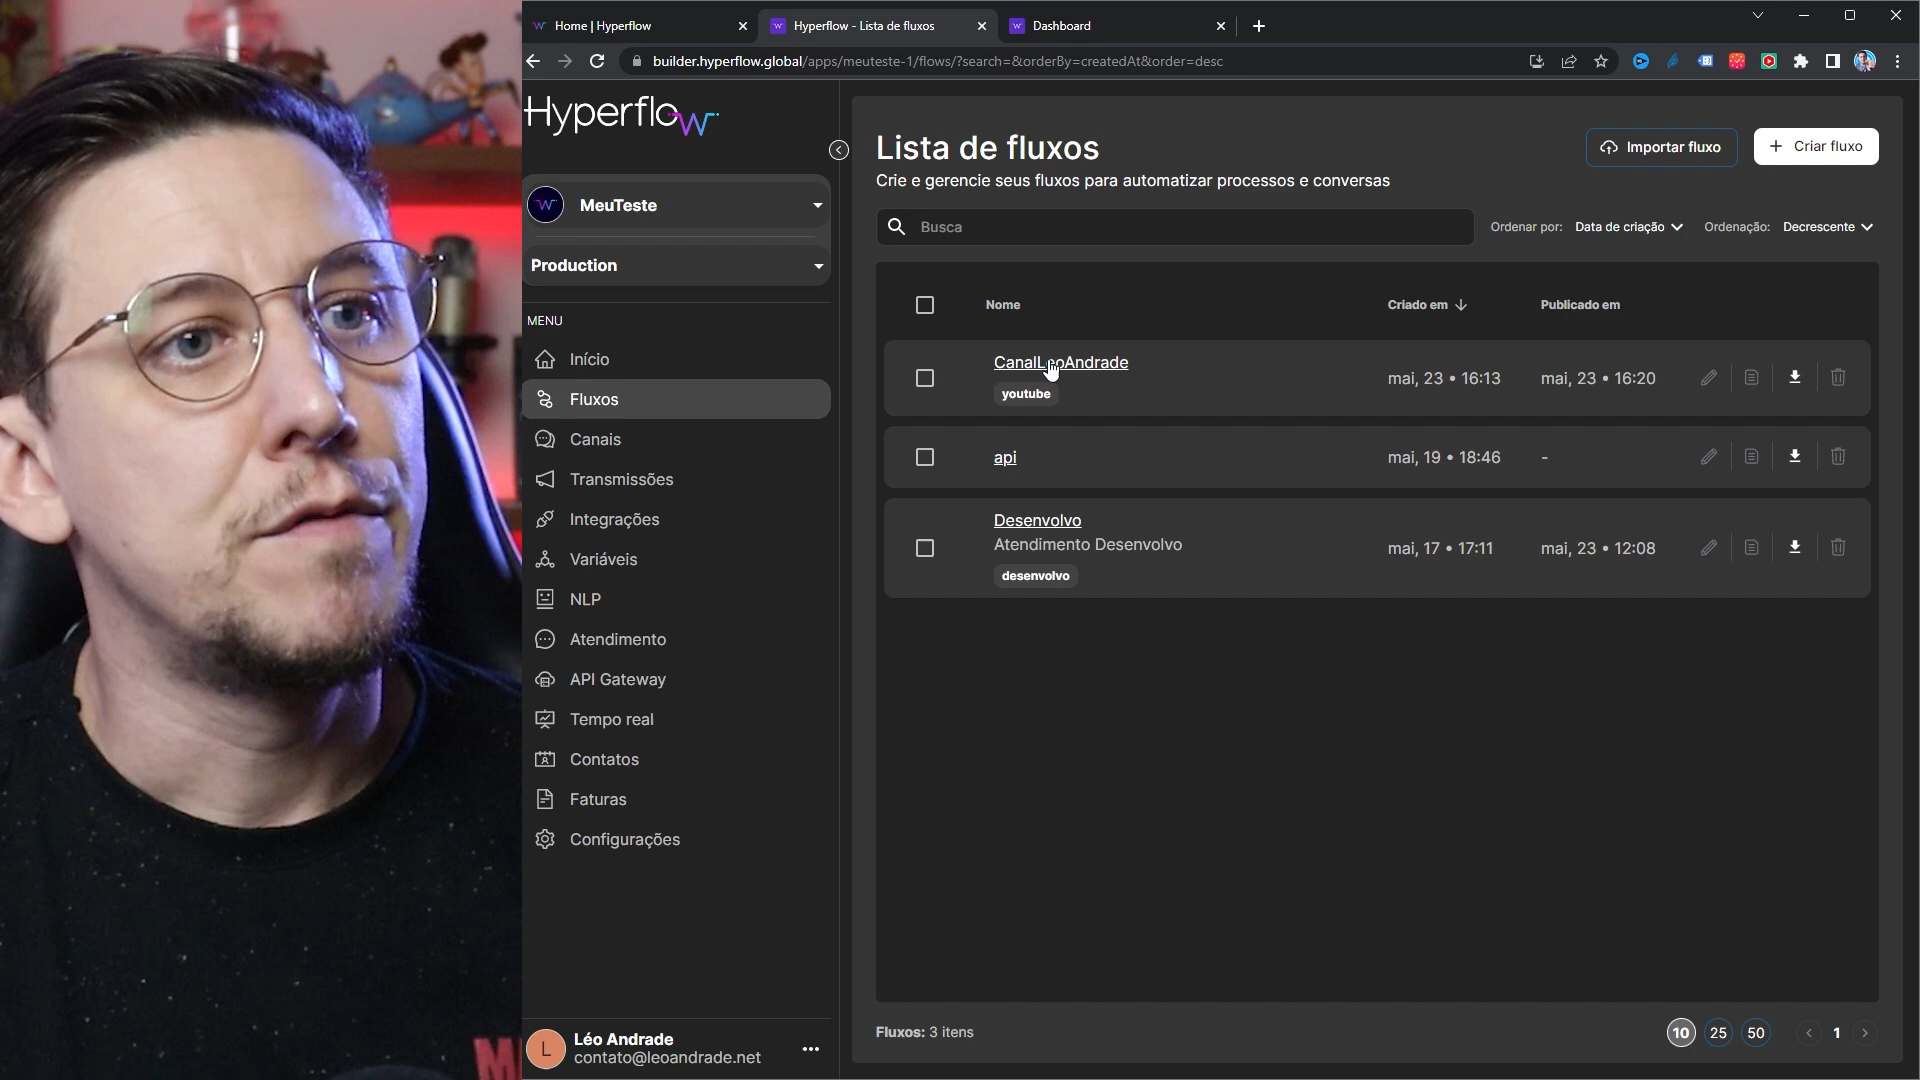 Home | Hyperflow
Hyperflow - Lista de fluxos
Dashboard
builder.hyperflow.global/apps/meuteste-1/flows/?search=&orderBy=createdAt&order=desc
Hyperflow
MeuTeste
Production
MENU
Início
Fluxos
Canais
Transmissões
Integrações
Variáveis
NLP
Atendimento
API Gateway
Tempo real
Contatos
Faturas
Configurações
L
Léo Andrade
contato@leoandrade.net
Lista de fluxos
Crie e gerencie seus fluxos para automatizar processos e conversas
Importar fluxo
Criar fluxo
Busca
Ordenar por: Data de criação
Ordenação: Decrescente
Nome
Criado em
Publicado em
CanalLeoAndrade
youtube
mai, 23 • 16:13
mai, 23 • 16:20
api
mai, 19 • 18:46
-
Desenvolvo
Atendimento Desenvolvo
desenvolvo
mai, 17 • 17:11
mai, 23 • 12:08
Fluxos: 3 itens
10
25
50
1